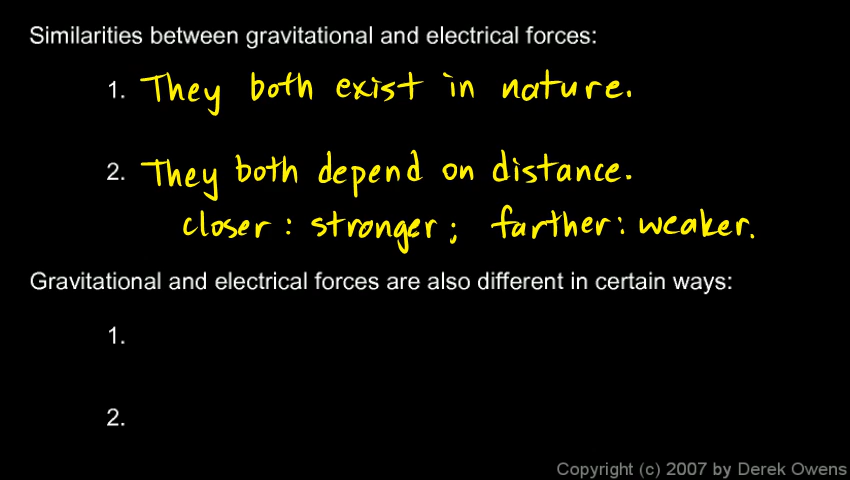 Similarities between gravitational and electrical forces:
1. They both exist in nature.
2. They both depend on distance.
closer: stronger; farther: weaker.
Gravitational and electrical forces are also different in certain ways:
1.
2.
Copyright (c) 2007 by Derek Owens